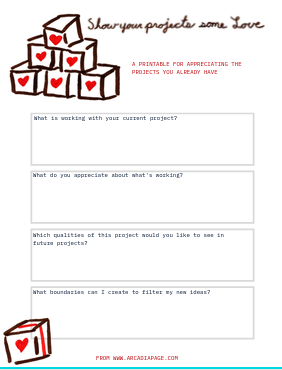 Show your projects some Love
A PRINTABLE FOR APPRECIATING THE
PROJECTS YOU ALREADY HAVE
What is working with your current project?
What do you appreciate about what's working?
Which qualities of this project would you like to see in
future projects?
What boundaries can I create to filter my new ideas?
FROM WWW.ARCADIAPAGE.COM